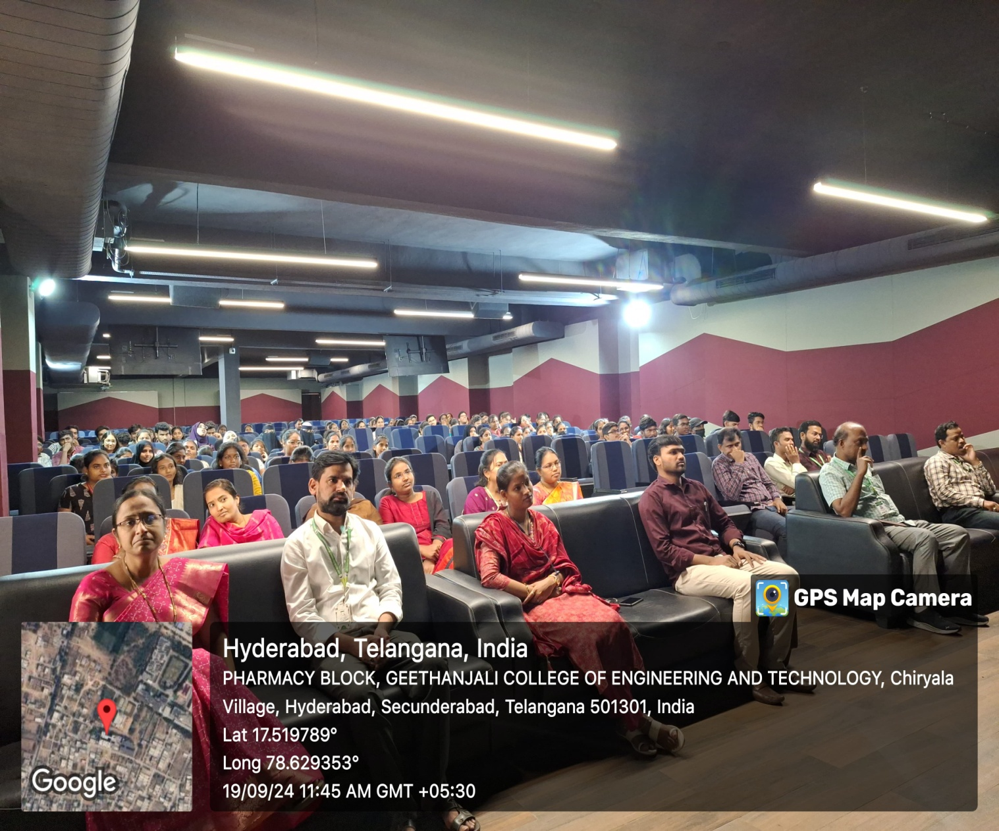 GPS Map Camera
Hyderabad, Telangana, India
PHARMACY BLOCK, GEETHANJALI COLLEGE OF ENGINEERING AND TECHNOLOGY, Chiryala
Village, Hyderabad, Secunderabad, Telangana 501301, India
Lat 17.519789°
Long 78.629353°
19/09/24 11:45 AM GMT +05:30
Google